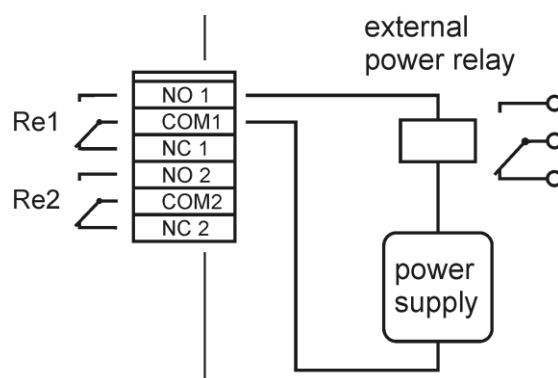 external
power relay
NO 1
Re1
COM1
NC 1
NO 2
Re2
COM2
NC 2
power
supply